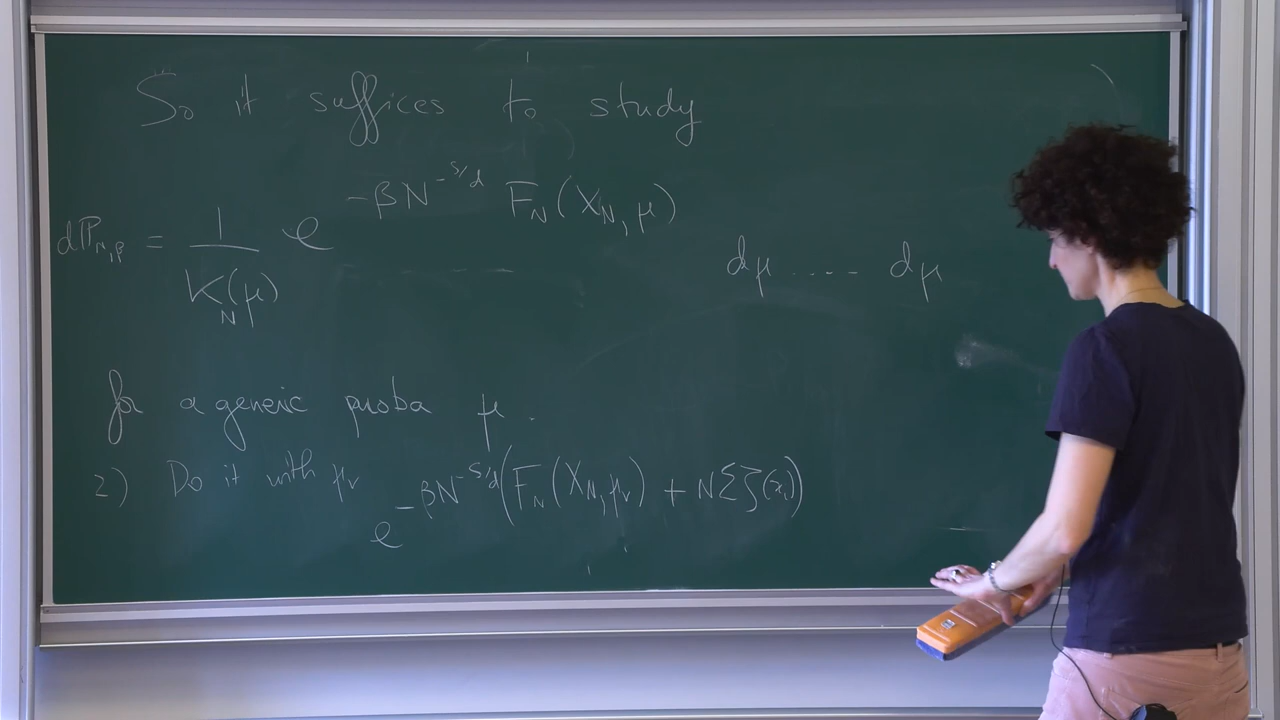 So it suffices to study
dℙ_{N,β} = 1/K_N(μ) e^{-βN^{-s/d} F_N(X_N, μ)} dμ ..... dμ
for a generic proba μ.
2) Do it with μ_V e^{-βN^{-s/d}(F_N(X_N, μ_V) + NΣζ(x_i))}